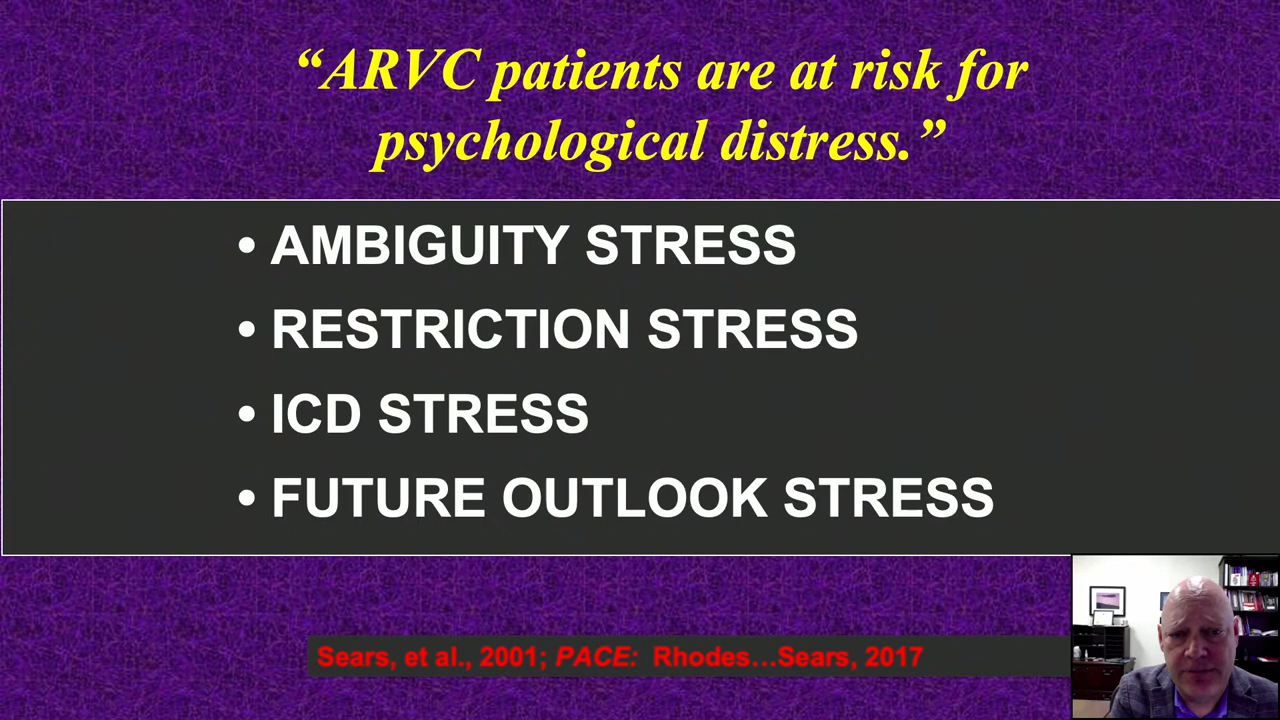 “ARVC patients are at risk for
psychological distress.”
• AMBIGUITY STRESS
• RESTRICTION STRESS
• ICD STRESS
• FUTURE OUTLOOK STRESS
Sears, et al., 2001; PACE: Rhodes…Sears, 2017